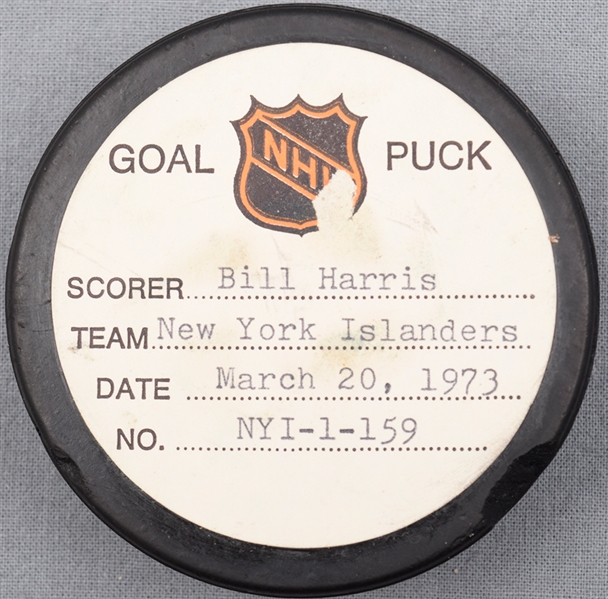 NHL
GOAL PUCK
SCORER Bill Harris
TEAM New York Islanders
DATE March 20, 1973
NO. NYI-1-159